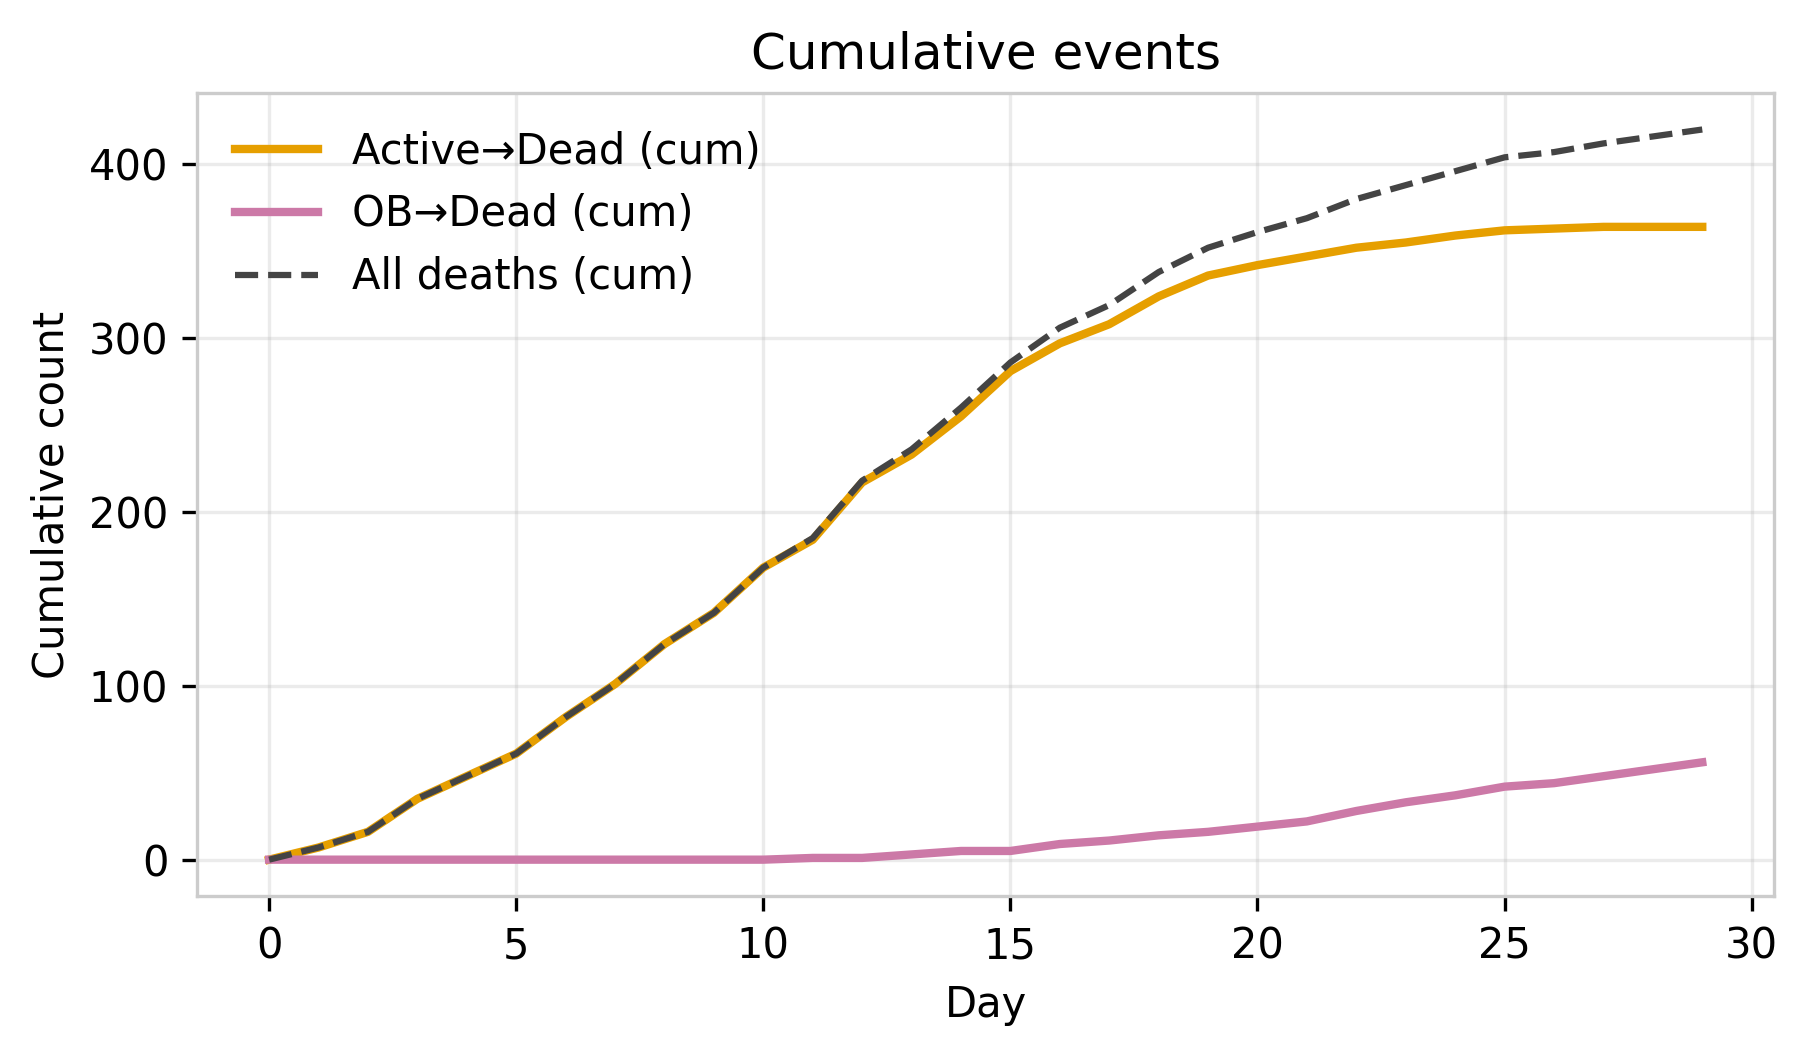 Cumulative events
Active→Dead (cum)
OB→Dead (cum)
All deaths (cum)
Cumulative count
400
300
200
100
0
0 5 10 15 20 25 30
Day